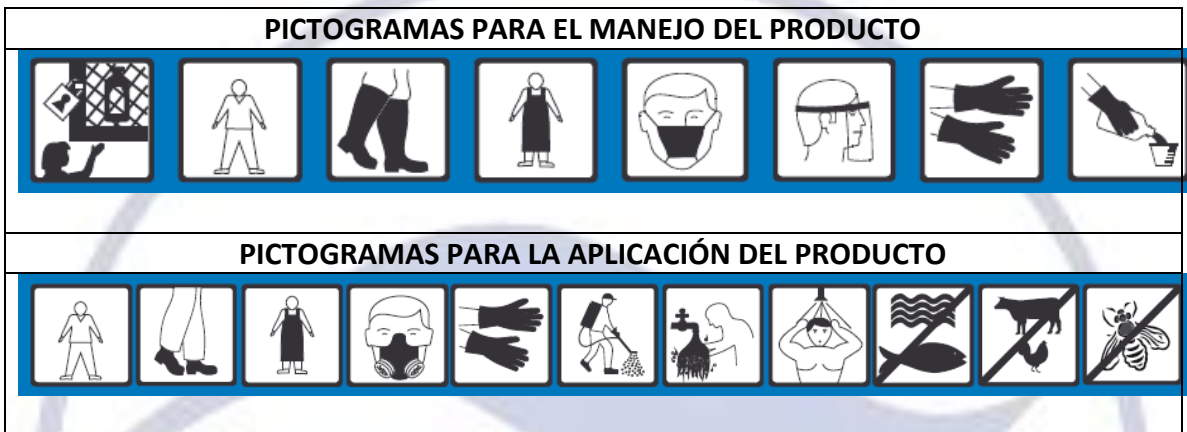 PICTOGRAMAS PARA EL MANEJO DEL PRODUCTO
PICTOGRAMAS PARA LA APLICACIÓN DEL PRODUCTO